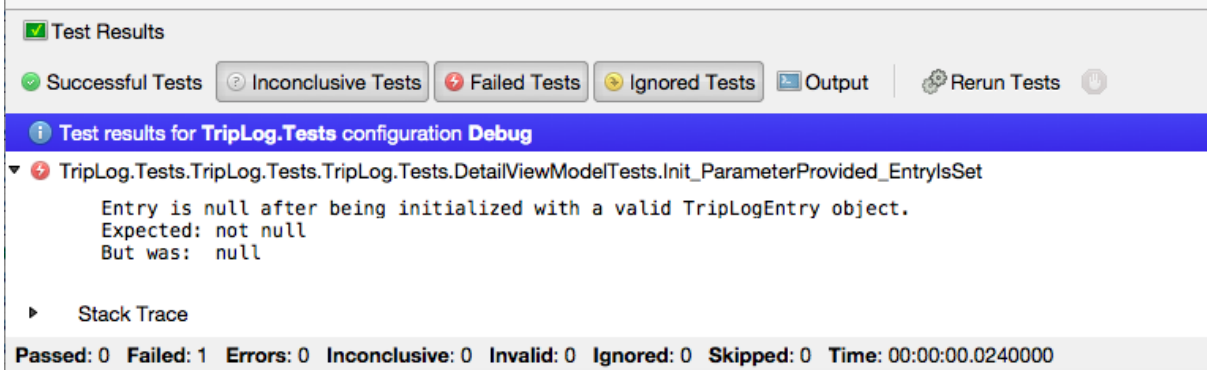 Test Results
Successful Tests Inconclusive Tests Failed Tests Ignored Tests Output Rerun Tests
Test results for TripLog.Tests configuration Debug
TripLog.Tests.TripLog.Tests.TripLog.Tests.DetailViewModelTests.Init_ParameterProvided_EntryIsSet
Entry is null after being initialized with a valid TripLogEntry object.
Expected: not null
But was:  null
Stack Trace
Passed: 0 Failed: 1 Errors: 0 Inconclusive: 0 Invalid: 0 Ignored: 0 Skipped: 0 Time: 00:00:00.0240000